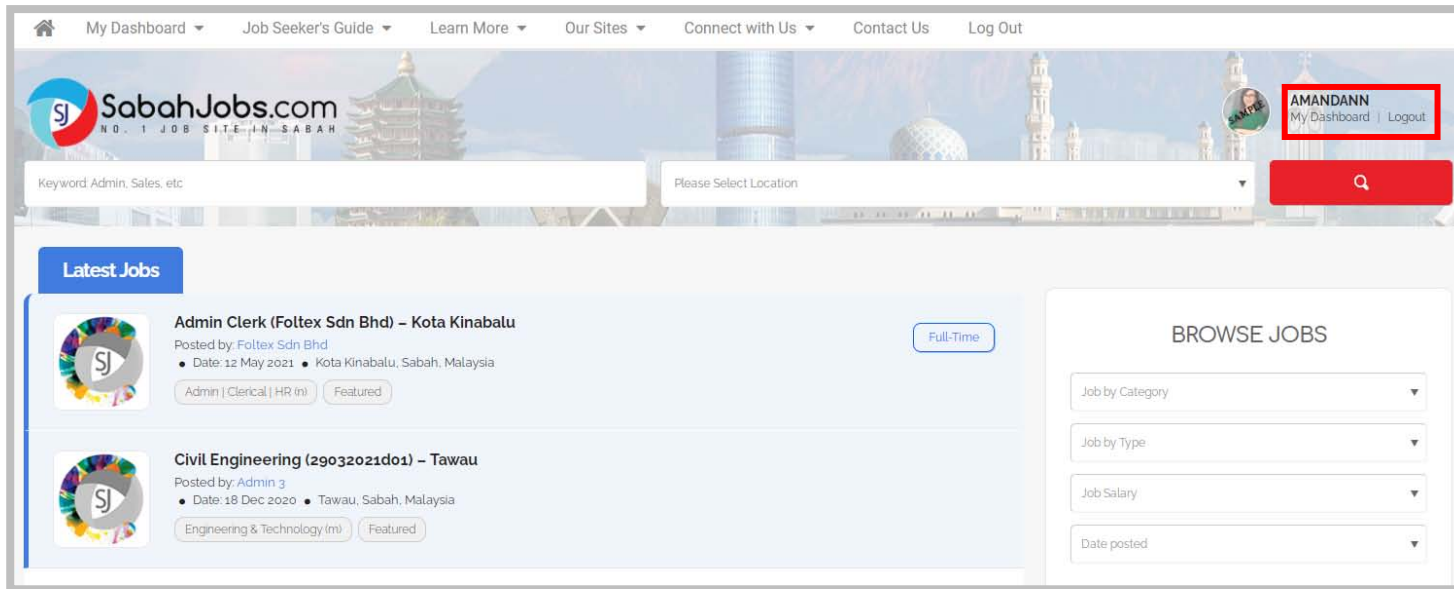 My Dashboard Job Seeker's Guide Learn More Our Sites Connect with Us Contact Us Log Out
SJ SabahJobs.com
NO. 1 JOB SITE IN SABAH
SAMPLE
AMANDANN
My Dashboard | Logout
Keyword: Admin, Sales, etc Please Select Location
Latest Jobs
SJ
Admin Clerk (Foltex Sdn Bhd) – Kota Kinabalu
Posted by: Foltex Sdn Bhd
● Date: 12 May 2021 ● Kota Kinabalu, Sabah, Malaysia
Admin | Clerical | HR (n) Featured
Full-Time
SJ
Civil Engineering (29032021d01) – Tawau
Posted by: Admin 3
● Date: 18 Dec 2020 ● Tawau, Sabah, Malaysia
Engineering & Technology (m) Featured
BROWSE JOBS
Job by Category
Job by Type
Job Salary
Date posted